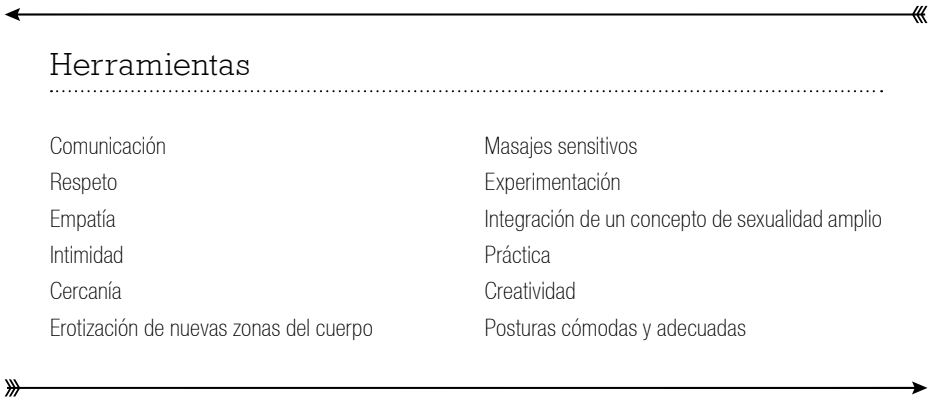 Herramientas
Comunicación
Respeto
Empatía
Intimidad
Cercanía
Erotización de nuevas zonas del cuerpo
Masajes sensitivos
Experimentación
Integración de un concepto de sexualidad amplio
Práctica
Creatividad
Posturas cómodas y adecuadas